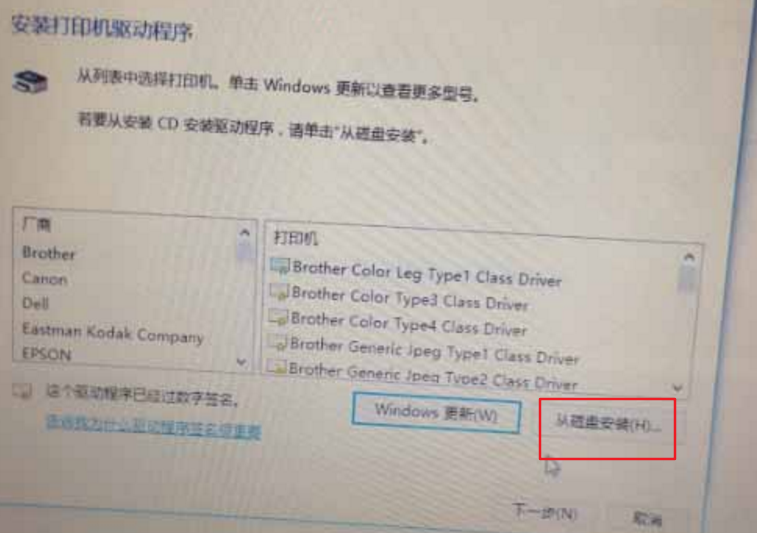 安装打印机驱动程序
从列表中选择打印机。单击 Windows 更新以查看更多型号。
若要从安装 CD 安装驱动程序，请单击“从磁盘安装”。
厂商
Brother
Canon
Dell
Eastman Kodak Company
EPSON
打印机
Brother Color Leg Type1 Class Driver
Brother Color Type3 Class Driver
Brother Color Type4 Class Driver
Brother Generic Jpeg Type1 Class Driver
Brother Generic Jpeg Type2 Class Driver
这个驱动程序已经过数字签名。
告诉我为什么驱动程序签名很重要
Windows 更新(W)
从磁盘安装(H)...
下一步(N)
取消